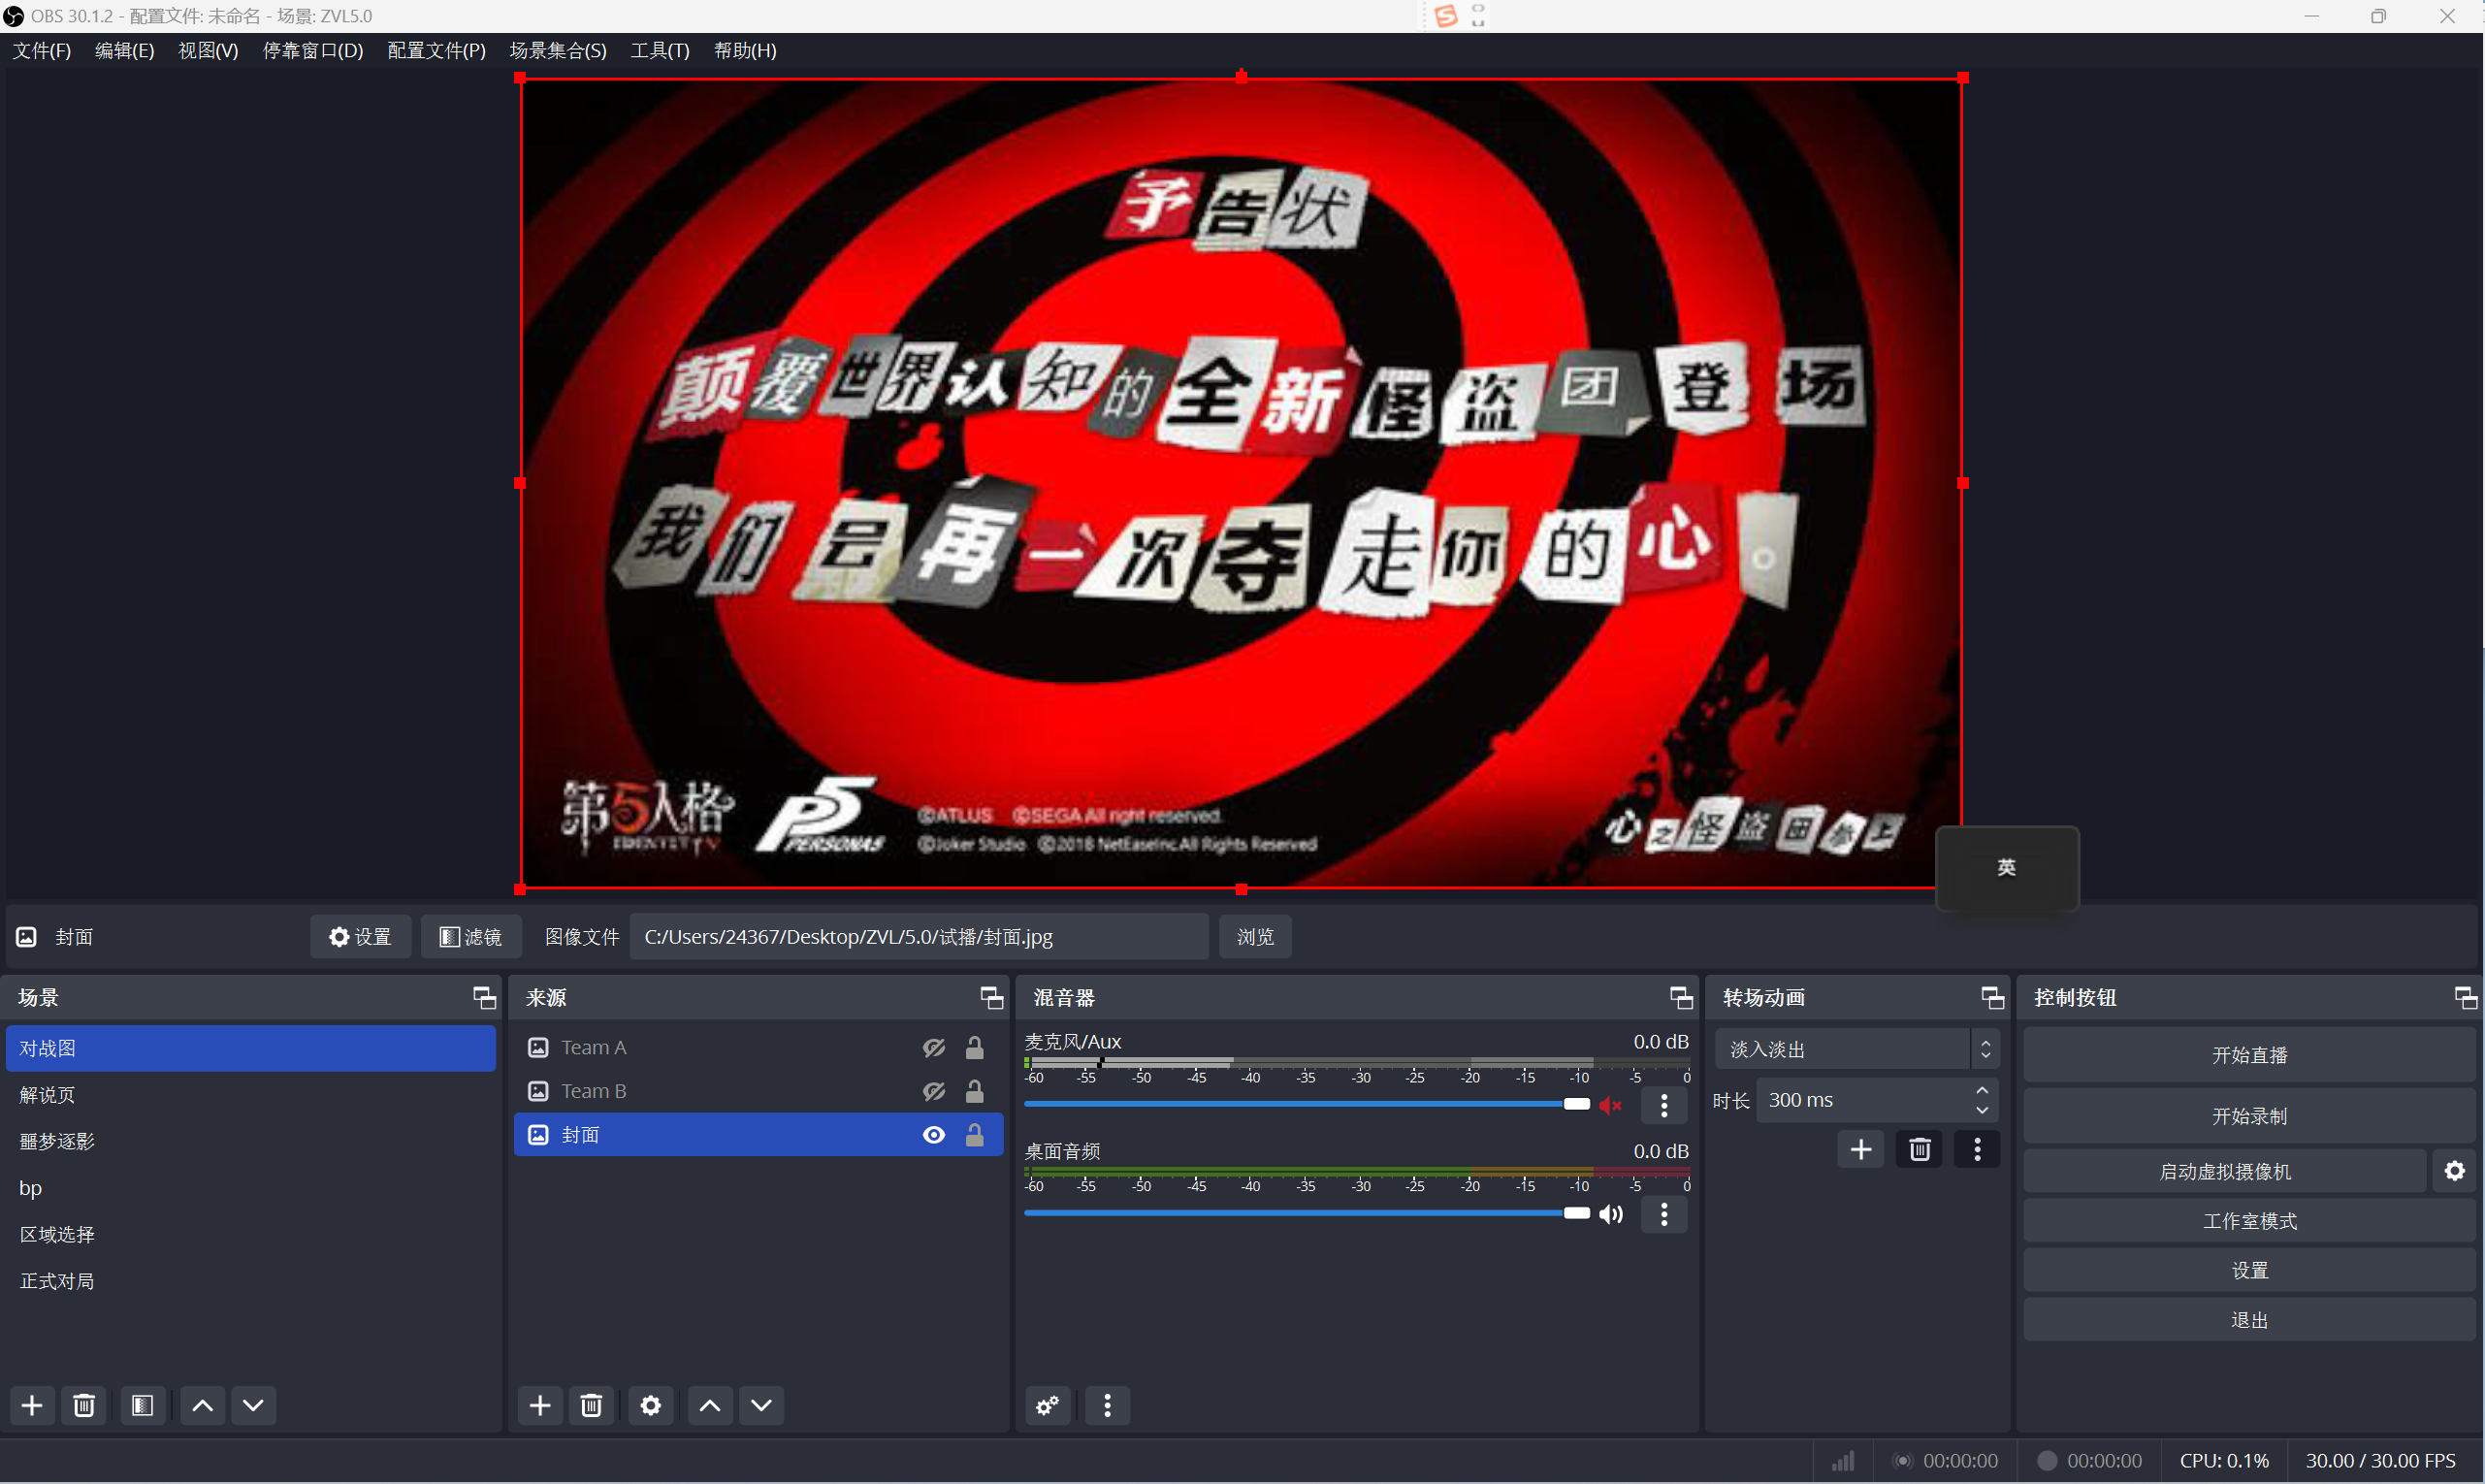 OBS 30.1.2 - 配置文件: 未命名 - 场景: ZVL5.0
文件(F) 编辑(E) 视图(V) 停靠窗口(D) 配置文件(P) 场景集合(S) 工具(T) 帮助(H)
予告状
颠覆世界认知的全新怪盗团登场
我们会再一次夺走你的心。
第5人格 IDENTITY V
P5 PERSONA5
©ATLUS ©SEGA All right reserved.
©Joker Studio ©2018 NetEaseInc.All Rights Reserved
心之怪盗团参上
英
封面 设置 滤镜 图像文件 C:/Users/24367/Desktop/ZVL/5.0/试播/封面.jpg 浏览
场景
对战图
解说页
噩梦逐影
bp
区域选择
正式对局
来源
Team A
Team B
封面
混音器
麦克风/Aux 0.0 dB
-60 -55 -50 -45 -40 -35 -30 -25 -20 -15 -10 -5 0
桌面音频 0.0 dB
-60 -55 -50 -45 -40 -35 -30 -25 -20 -15 -10 -5 0
转场动画
淡入淡出
时长 300 ms
控制按钮
开始直播
开始录制
启动虚拟摄像机
工作室模式
设置
退出
00:00:00 00:00:00 CPU: 0.1% 30.00 / 30.00 FPS